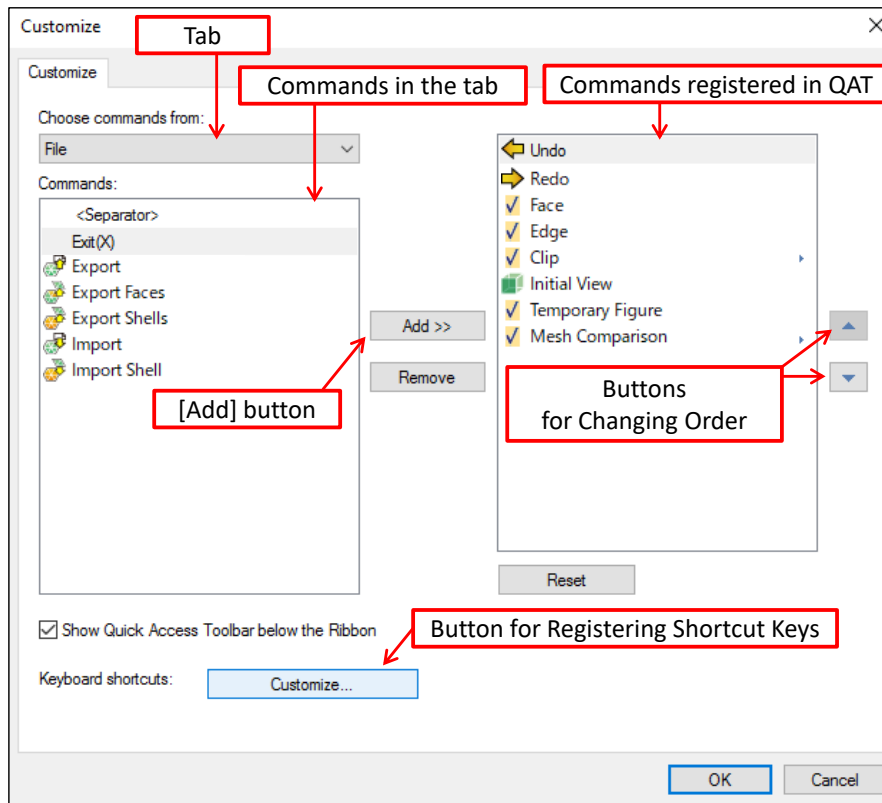 Customize
Tab
Customize
Commands in the tab
Commands registered in QAT
Choose commands from:
File
Commands:
<Separator>
Exit(X)
Export
Export Faces
Export Shells
Import
Import Shell
[Add] button
Add >>
Remove
Undo
Redo
Face
Edge
Clip
Initial View
Temporary Figure
Mesh Comparison
Buttons
for Changing Order
Reset
Show Quick Access Toolbar below the Ribbon
Button for Registering Shortcut Keys
Keyboard shortcuts:
Customize...
OK
Cancel